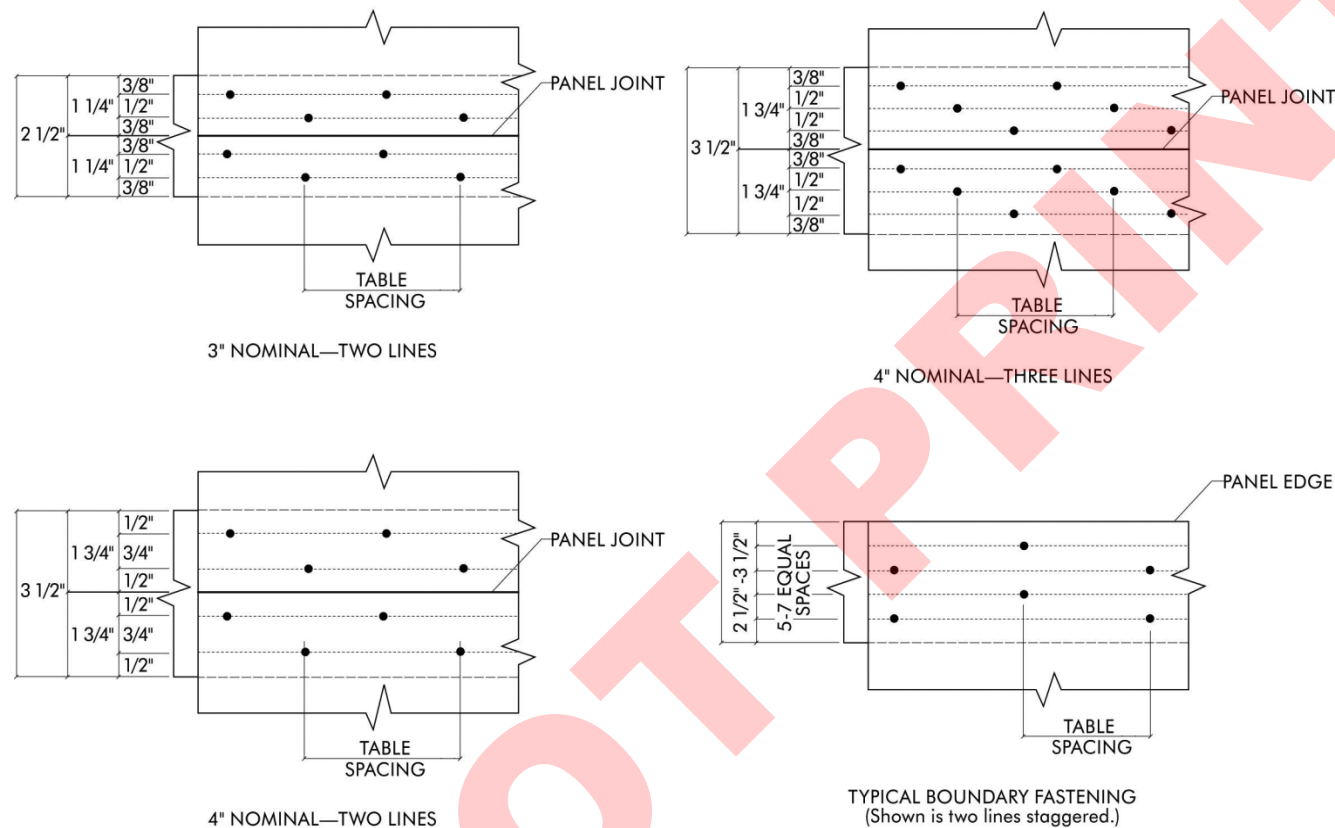 3/8"
1 1/4"
1/2"
3/8"
2 1/2"
3/8"
1 1/4"
1/2"
3/8"
PANEL JOINT
TABLE
SPACING
3" NOMINAL—TWO LINES
3/8"
1/2"
1 3/4"
1/2"
3/8"
3 1/2"
3/8"
1/2"
1 3/4"
1/2"
3/8"
PANEL JOINT
TABLE
SPACING
4" NOMINAL—THREE LINES
1/2"
1 3/4"
3/4"
1/2"
3 1/2"
1/2"
1 3/4"
3/4"
1/2"
PANEL JOINT
TABLE
SPACING
4" NOMINAL—TWO LINES
2 1/2" -3 1/2"
5-7 EQUAL
SPACES
PANEL EDGE
TABLE
SPACING
TYPICAL BOUNDARY FASTENING
(Shown is two lines staggered.)
OT PRINT